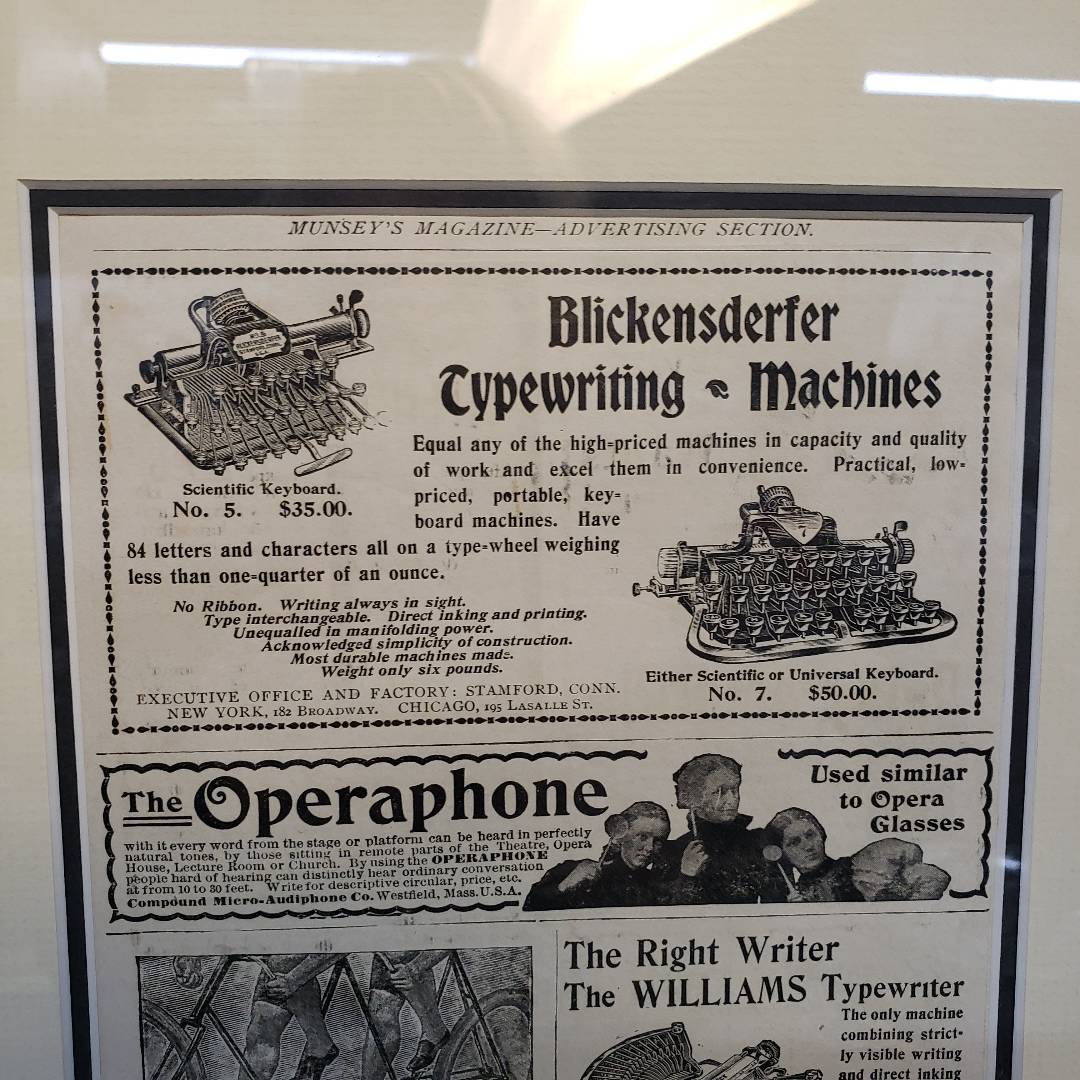 MUNSEY'S MAGAZINE—ADVERTISING SECTION.
Blickensderfer
Typewriting ~ Machines
No 5
BLICKENSDERFER
STAMFORD, CONN.
U.S.A.
Equal any of the high-priced machines in capacity and quality
of work and excel them in convenience. Practical, low-
priced, portable, key-
board machines. Have
84 letters and characters all on a type-wheel weighing
less than one-quarter of an ounce.
Scientific Keyboard.
No. 5. $35.00.
No Ribbon. Writing always in sight.
Type interchangeable. Direct inking and printing.
Unequalled in manifolding power.
Acknowledged simplicity of construction.
Most durable machines made.
Weight only six pounds.
7
Either Scientific or Universal Keyboard.
No. 7. $50.00.
EXECUTIVE OFFICE AND FACTORY: STAMFORD, CONN.
NEW YORK, 182 BROADWAY. CHICAGO, 195 LASALLE ST.
The Operaphone
with it every word from the stage or platform can be heard in perfectly
natural tones, by those sitting in remote parts of the Theatre, Opera
House, Lecture Room or Church. By using the OPERAPHONE
people hard of hearing can distinctly hear ordinary conversation
at from 10 to 30 feet. Write for descriptive circular, price, etc.
Compound Micro-Audiphone Co. Westfield, Mass. U.S.A.
Used similar
to Opera
Glasses
The Right Writer
The WILLIAMS Typewriter
The only machine
combining strict-
ly visible writing
and direct inking